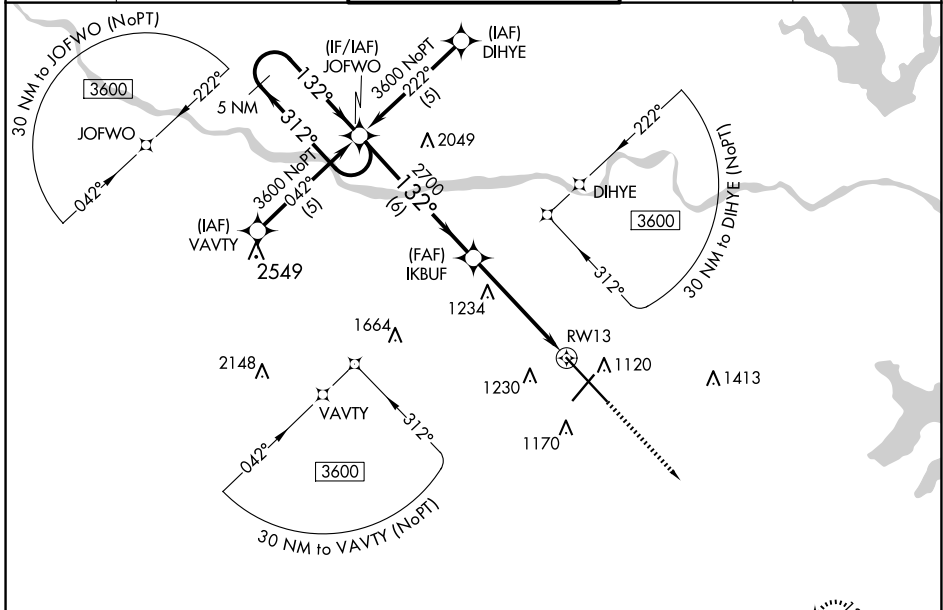 30 NM to JOFWO (NoPT)
3600
222°
JOFWO
042°
5 NM
132°
312°
(IF/IAF)
JOFWO
(IAF)
DIHYE
3600 NoPT
222°
(5)
2049
3600 NoPT
042°
(5)
(IAF)
VAVTY
2549
2700
132°
(6)
(FAF)
IKBUF
222°
DIHYE
3600
312°
30 NM to DIHYE (NoPT)
1234
1664
2148
RW13
1120
1230
1413
1170
VAVTY
042°
312°
3600
30 NM to VAVTY (NoPT)